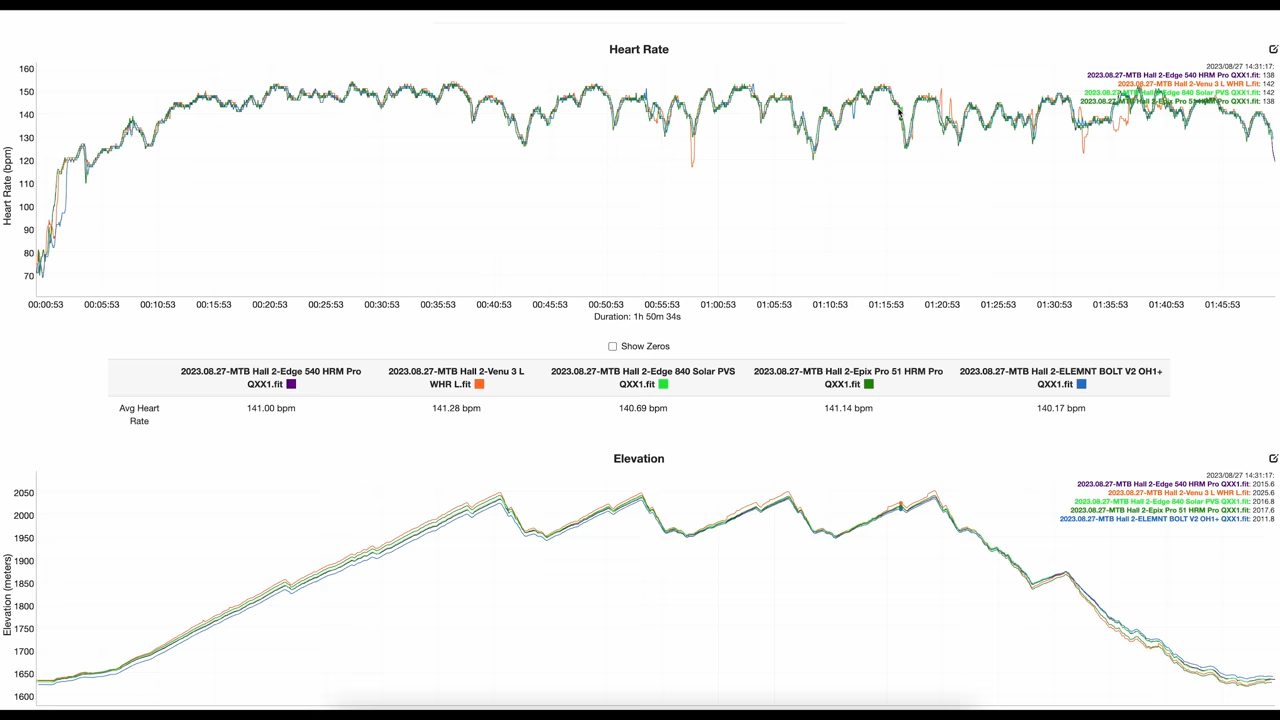 Heart Rate
2023/08/27 14:31:17:
2023.08.27-MTB Hall 2-Edge 540 HRM Pro QXX1.fit: 138
2023.08.27-MTB Hall 2-Venu 3 L WHR L.fit: 142
2023.08.27-MTB Hall 2-Edge 840 Solar PVS QXX1.fit: 142
2023.08.27-MTB Hall 2-Epix Pro 51 HRM Pro QXX1.fit: 138
160
150
140
130
120
110
100
90
80
70
Heart Rate (bpm)
00:00:53 00:05:53 00:10:53 00:15:53 00:20:53 00:25:53 00:30:53 00:35:53 00:40:53 00:45:53 00:50:53 00:55:53 01:00:53 01:05:53 01:10:53 01:15:53 01:20:53 01:25:53 01:30:53 01:35:53 01:40:53 01:45:53
Duration: 1h 50m 34s
Show Zeros
2023.08.27-MTB Hall 2-Edge 540 HRM Pro 2023.08.27-MTB Hall 2-Venu 3 L 2023.08.27-MTB Hall 2-Edge 840 Solar PVS 2023.08.27-MTB Hall 2-Epix Pro 51 HRM Pro 2023.08.27-MTB Hall 2-ELEMNT BOLT V2 OH1+
QXX1.fit WHR L.fit QXX1.fit QXX1.fit QXX1.fit
Avg Heart 141.00 bpm 141.28 bpm 140.69 bpm 141.14 bpm 140.17 bpm
Rate
Elevation
2023/08/27 14:31:17:
2023.08.27-MTB Hall 2-Edge 540 HRM Pro QXX1.fit: 2015.6
2023.08.27-MTB Hall 2-Venu 3 L WHR L.fit: 2025.6
2023.08.27-MTB Hall 2-Edge 840 Solar PVS QXX1.fit: 2016.8
2023.08.27-MTB Hall 2-Epix Pro 51 HRM Pro QXX1.fit: 2017.6
2023.08.27-MTB Hall 2-ELEMNT BOLT V2 OH1+ QXX1.fit: 2011.8
2050
2000
1950
1900
1850
1800
1750
1700
1650
1600
Elevation (meters)